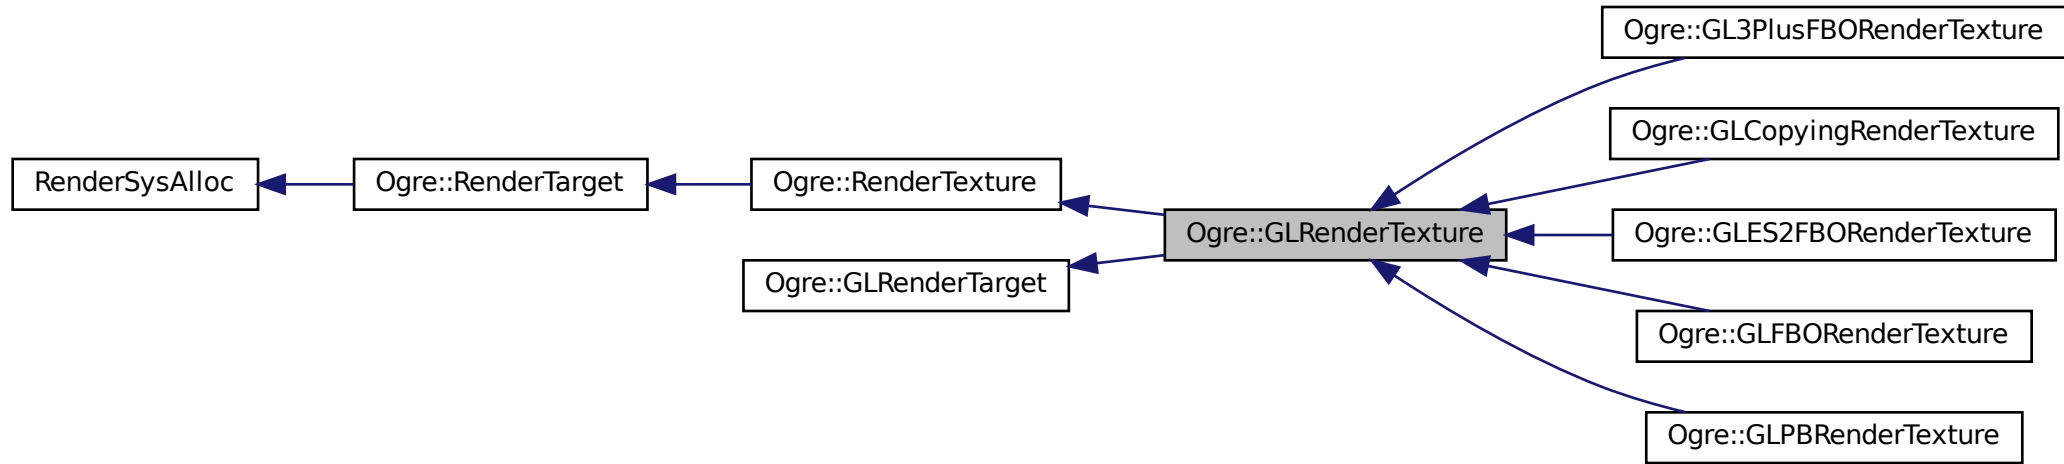 RenderSysAlloc
Ogre::RenderTarget
Ogre::RenderTexture
Ogre::GLRenderTarget
Ogre::GLRenderTexture
Ogre::GL3PlusFBORenderTexture
Ogre::GLCopyingRenderTexture
Ogre::GLES2FBORenderTexture
Ogre::GLFBORenderTexture
Ogre::GLPBRenderTexture